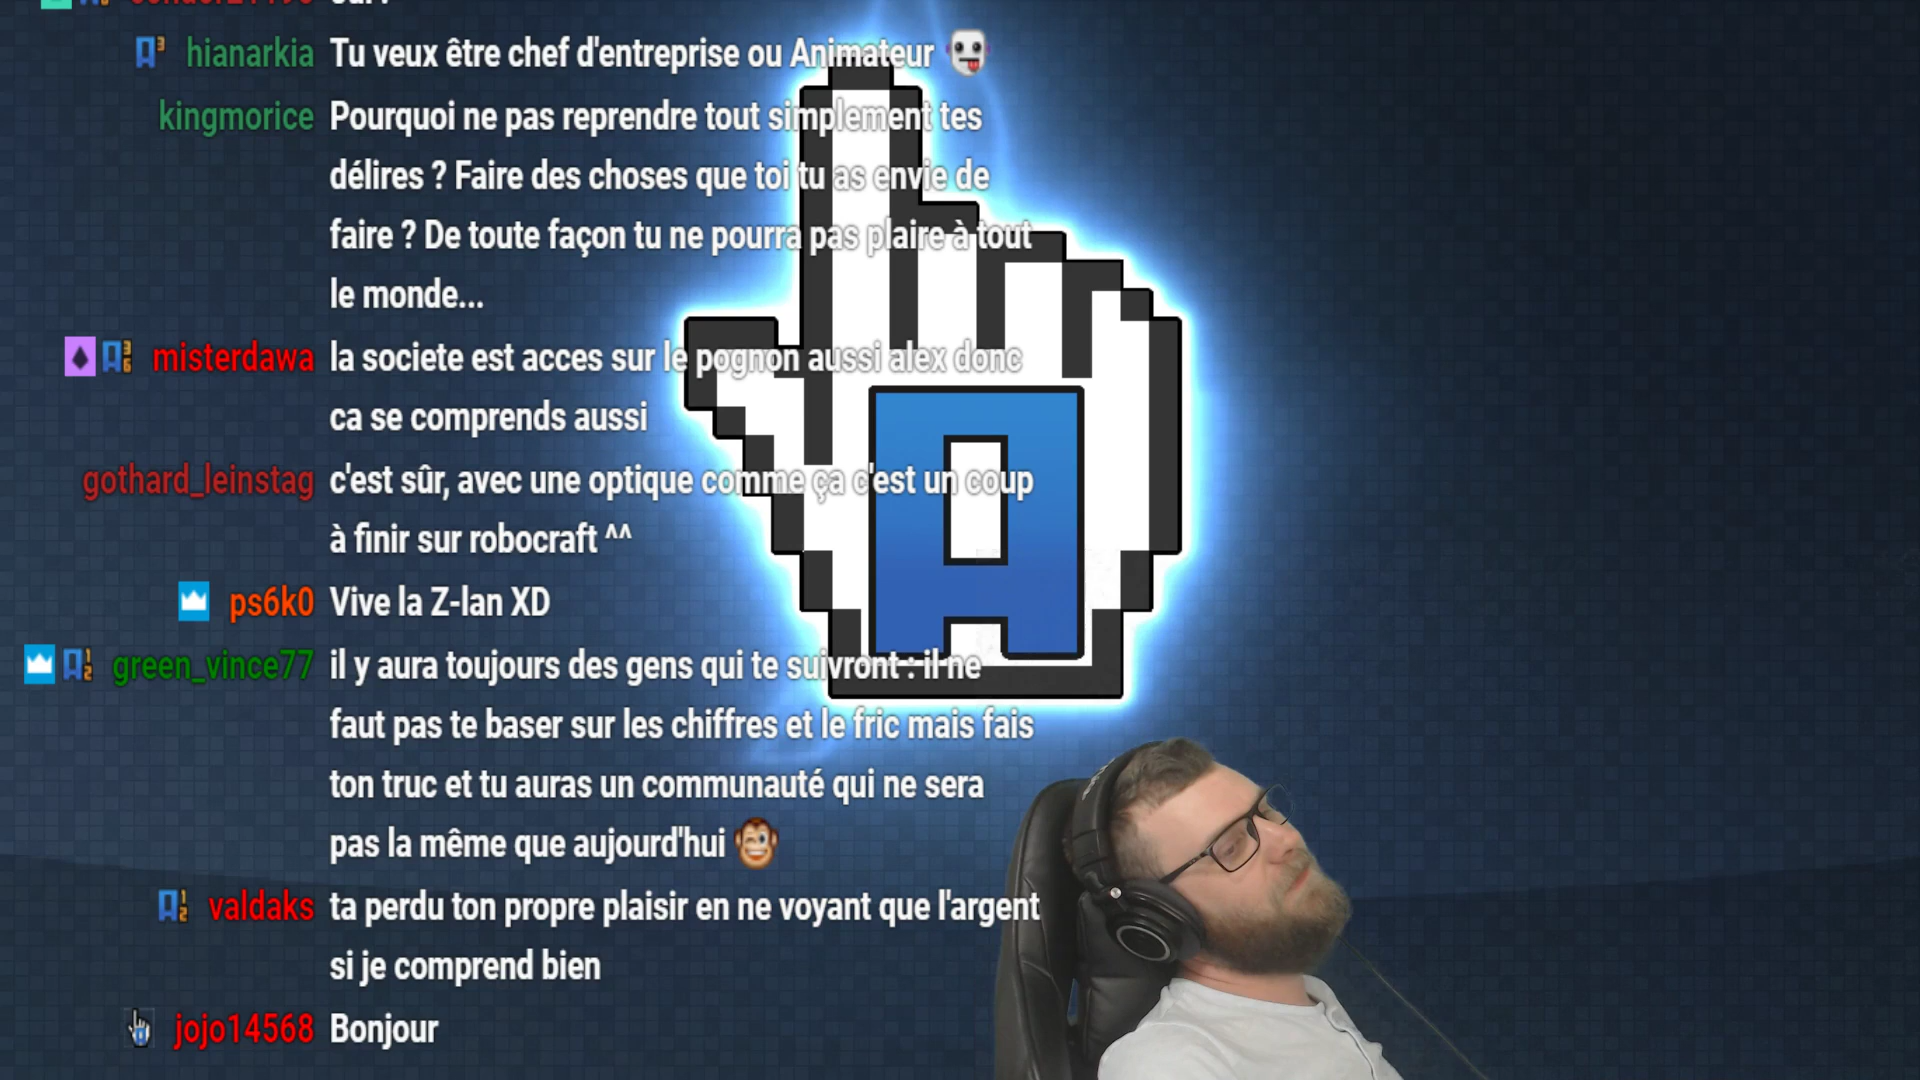 hianarkia Tu veux être chef d'entreprise ou Animateur
kingmorice Pourquoi ne pas reprendre tout simplement tes
délires ? Faire des choses que toi tu as envie de
faire ? De toute façon tu ne pourra pas plaire à tout
le monde...
misterdawa la societe est acces sur le pognon aussi alex donc
ca se comprends aussi
gothard_leinstag c'est sûr, avec une optique comme ça c'est un coup
à finir sur robocraft ^^
ps6k0 Vive la Z-lan XD
green_vince77 il y aura toujours des gens qui te suivront : il ne
faut pas te baser sur les chiffres et le fric mais fais
ton truc et tu auras un communauté qui ne sera
pas la même que aujourd'hui
valdaks ta perdu ton propre plaisir en ne voyant que l'argent
si je comprend bien
jojo14568 Bonjour
A